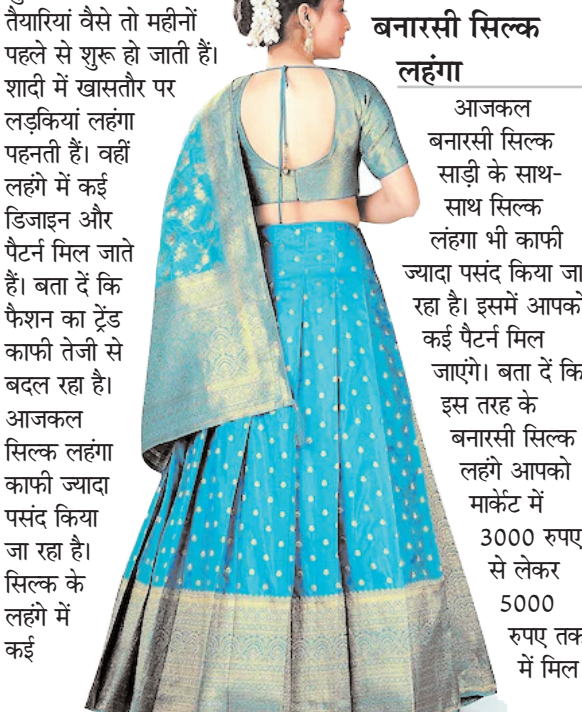 तैयारियां वैसे तो महीनों
पहले से शुरू हो जाती हैं।
शादी में खासतौर पर
लड़कियां लहंगा
पहनती हैं। वहीं
लहंगे में कई
डिजाइन और
पैटर्न मिल जाते
हैं। बता दें कि
फैशन का ट्रेंड
काफी तेजी से
बदल रहा है।
आजकल
सिल्क लहंगा
काफी ज्यादा
पसंद किया
जा रहा है।
सिल्क के
लहंगे में
कई
बनारसी सिल्क
लहंगा
आजकल
बनारसी सिल्क
साड़ी के साथ-
साथ सिल्क
लंहगा भी काफी
ज्यादा पसंद किया जा
रहा है। इसमें आपको
कई पैटर्न मिल
जाएंगे। बता दें कि
इस तरह के
बनारसी सिल्क
लहंगे आपको
मार्केट में
3000 रुपए
से लेकर
5000
रुपए तक
में मिल